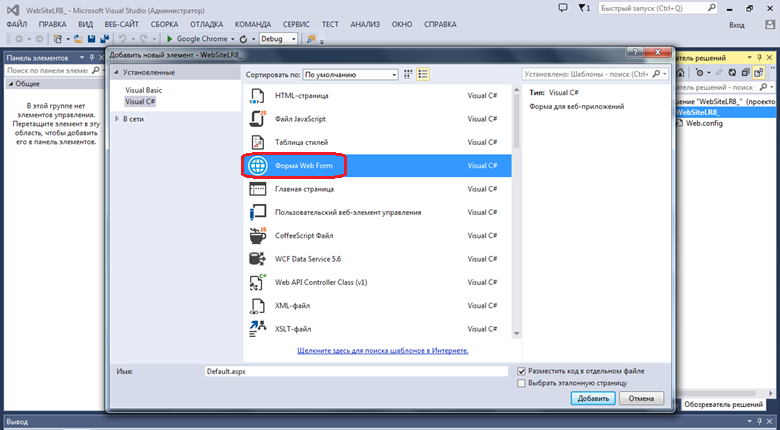 WebSiteLR8_ - Microsoft Visual Studio (Администратор)
1
Быстрый запуск (Ctrl+Q)
ФАЙЛ ПРАВКА ВИД ВЕБ-САЙТ СБОРКА ОТЛАДКА КОМАНДА СЕРВИС ТЕСТ АНАЛИЗ ОКНО СПРАВКА
Вход
Google Chrome Debug
Панель элементов
Поиск по панели элемен
Общие
В этой группе нет
элементов управления.
Перетащите элемент в эту
область, чтобы добавить
его в панель элементов.
Добавить новый элемент - WebSiteLR8_
Установленные
Visual Basic
Visual C#
В сети
Сортировать по: По умолчанию
HTML-страница Visual C#
Файл JavaScript Visual C#
Таблица стилей Visual C#
Форма Web Form Visual C#
Главная страница Visual C#
Пользовательский веб-элемент управления Visual C#
CoffeeScript Файл Visual C#
WCF Data Service 5.6 Visual C#
Web API Controller Class (v1) Visual C#
XML-файл Visual C#
XSLT-файл Visual C#
Щелкните здесь для поиска шаблонов в Интернете.
Установлено: Шаблоны - поиск (Ctrl
Тип: Visual C#
Форма для веб-приложений
Имя: Default.aspx
Разместить код в отдельном файле
Выбрать эталонную страницу
Добавить Отмена
атель решений
атель решений -
шение "WebSiteLR8_" (проекто
WebSiteLR8_
Web.config
Обозреватель решений
Вывод